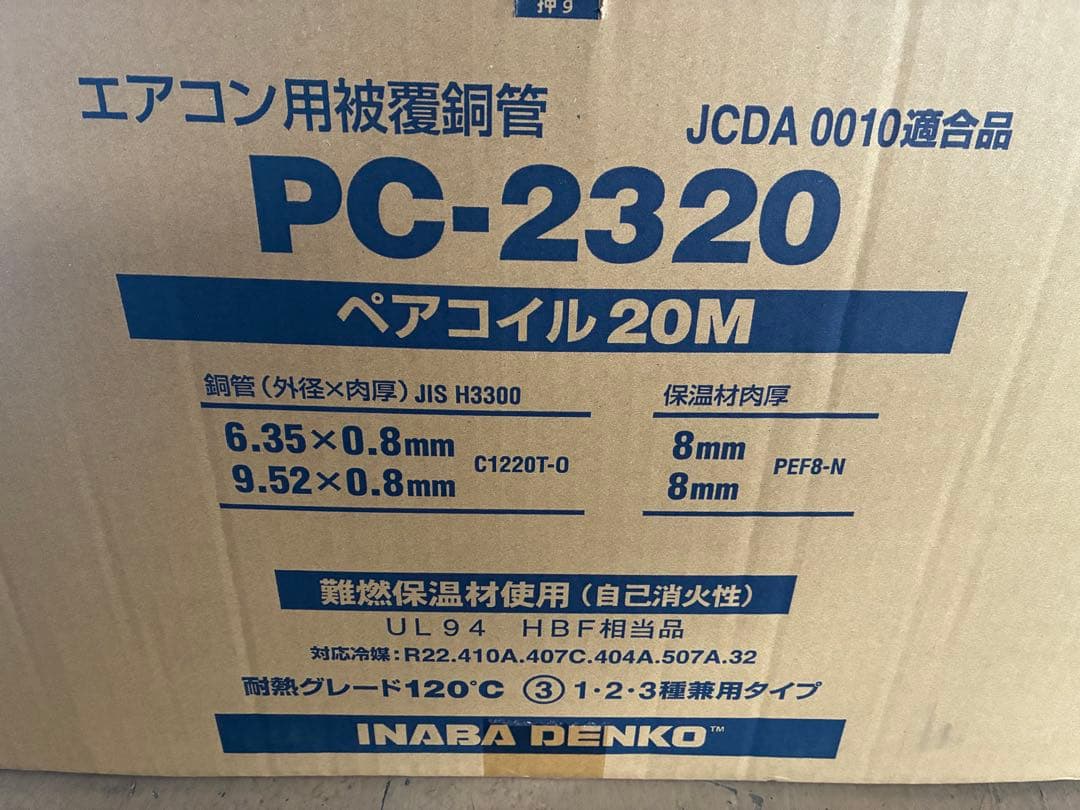 押す
エアコン用被覆銅管
JCDA 0010適合品
PC-2320
ペアコイル20M
銅管(外径×肉厚) JIS H3300
6.35×0.8mm
9.52×0.8mm
C1220T-O
保温材肉厚
8mm
8mm
PEF8-N
難燃保温材使用(自己消火性)
UL94 HBF相当品
対応冷媒:R22.410A.407C.404A.507A.32
耐熱グレード120℃ ③ 1・2・3種兼用タイプ
INABA DENKO™